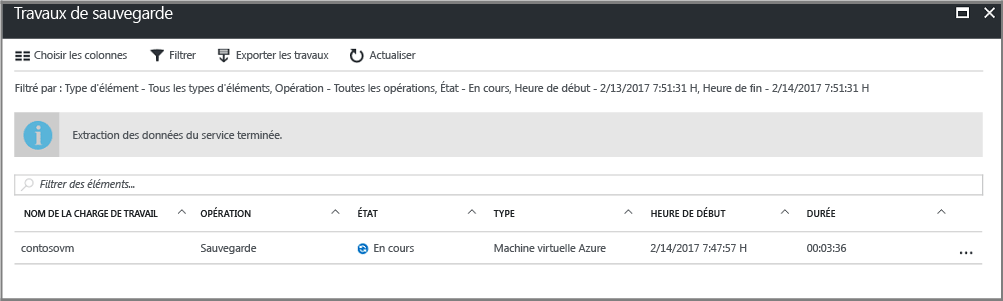 Travaux de sauvegarde
Choisir les colonnes Filtrer Exporter les travaux Actualiser
Filtré par : Type d'élément - Tous les types d'éléments, Opération - Toutes les opérations, État - En cours, Heure de début - 2/13/2017 7:51:31 H, Heure de fin - 2/14/2017 7:51:31 H
Extraction des données du service terminée.
Filtrer des éléments...
NOM DE LA CHARGE DE TRAVAIL OPÉRATION ÉTAT TYPE HEURE DE DÉBUT DURÉE
contosovm Sauvegarde En cours Machine virtuelle Azure 2/14/2017 7:47:57 H 00:03:36 ...